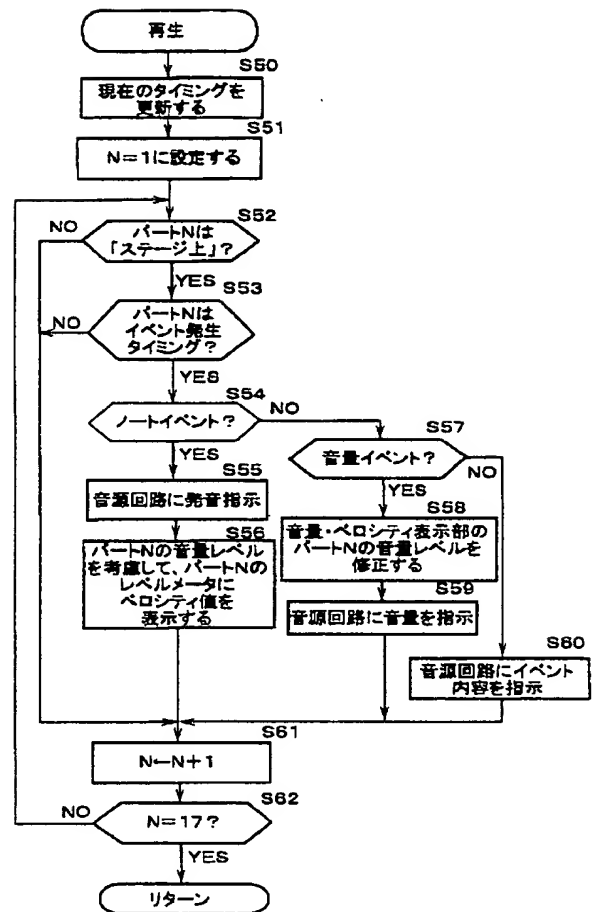 再生
S50
現在のタイミングを
更新する
S51
N=1に設定する
S52
NO
パートNは
「ステージ上」?
YES
S53
NO
パートNは
イベント発生
タイミング?
YES
S54
ノートイベント?
NO
YES
S57
音量イベント?
NO
YES
S55
音源回路に発音指示
S56
パートNの音量レベル
を考慮して、パートNの
レベルメータに
ベロシティ値を
表示する
S58
音量・ベロシティ表示部の
パートNの音量レベルを
修正する
S59
音源回路に音量を指示
S60
音源回路にイベント
内容を指示
S61
N←N+1
S62
NO
N=17?
YES
リターン